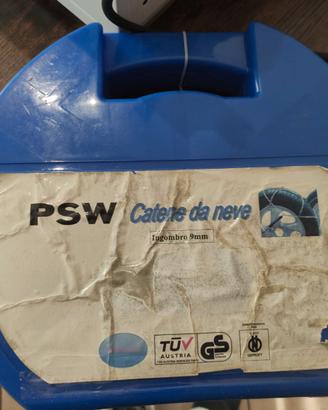 PSW Catene da neve
Ingombro 9mm
TÜV
AUSTRIA
GS